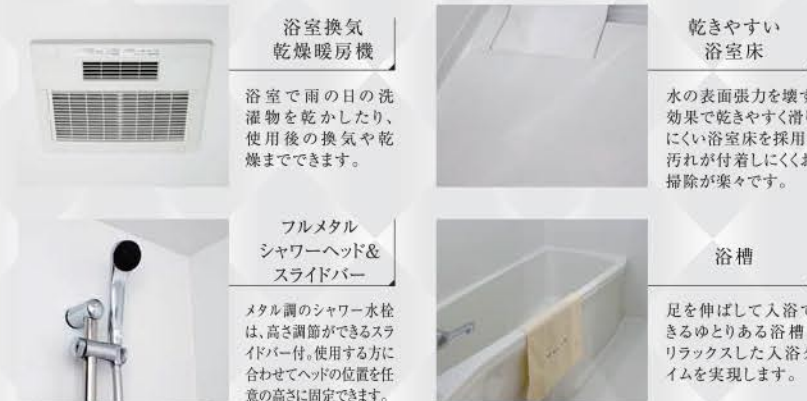 浴室換気
乾燥暖房機
浴室で雨の日の洗
濯物を乾かしたり、
使用後の換気や乾
燥までできます。
乾きやすい
浴室床
水の表面張力を壊す
効果で乾きやすく滑り
にくい浴室床を採用
汚れが付着しにくくお
掃除が楽々です。
フルメタル
シャワーヘッド&
スライドバー
メタル調のシャワー水栓
は、高さ調節ができるスラ
イドバー付。使用する方に
合わせてヘッドの位置を任
意の高さに固定できます。
浴槽
足を伸ばして入浴で
きるゆとりある浴槽
リラックスした入浴タ
イムを実現します。